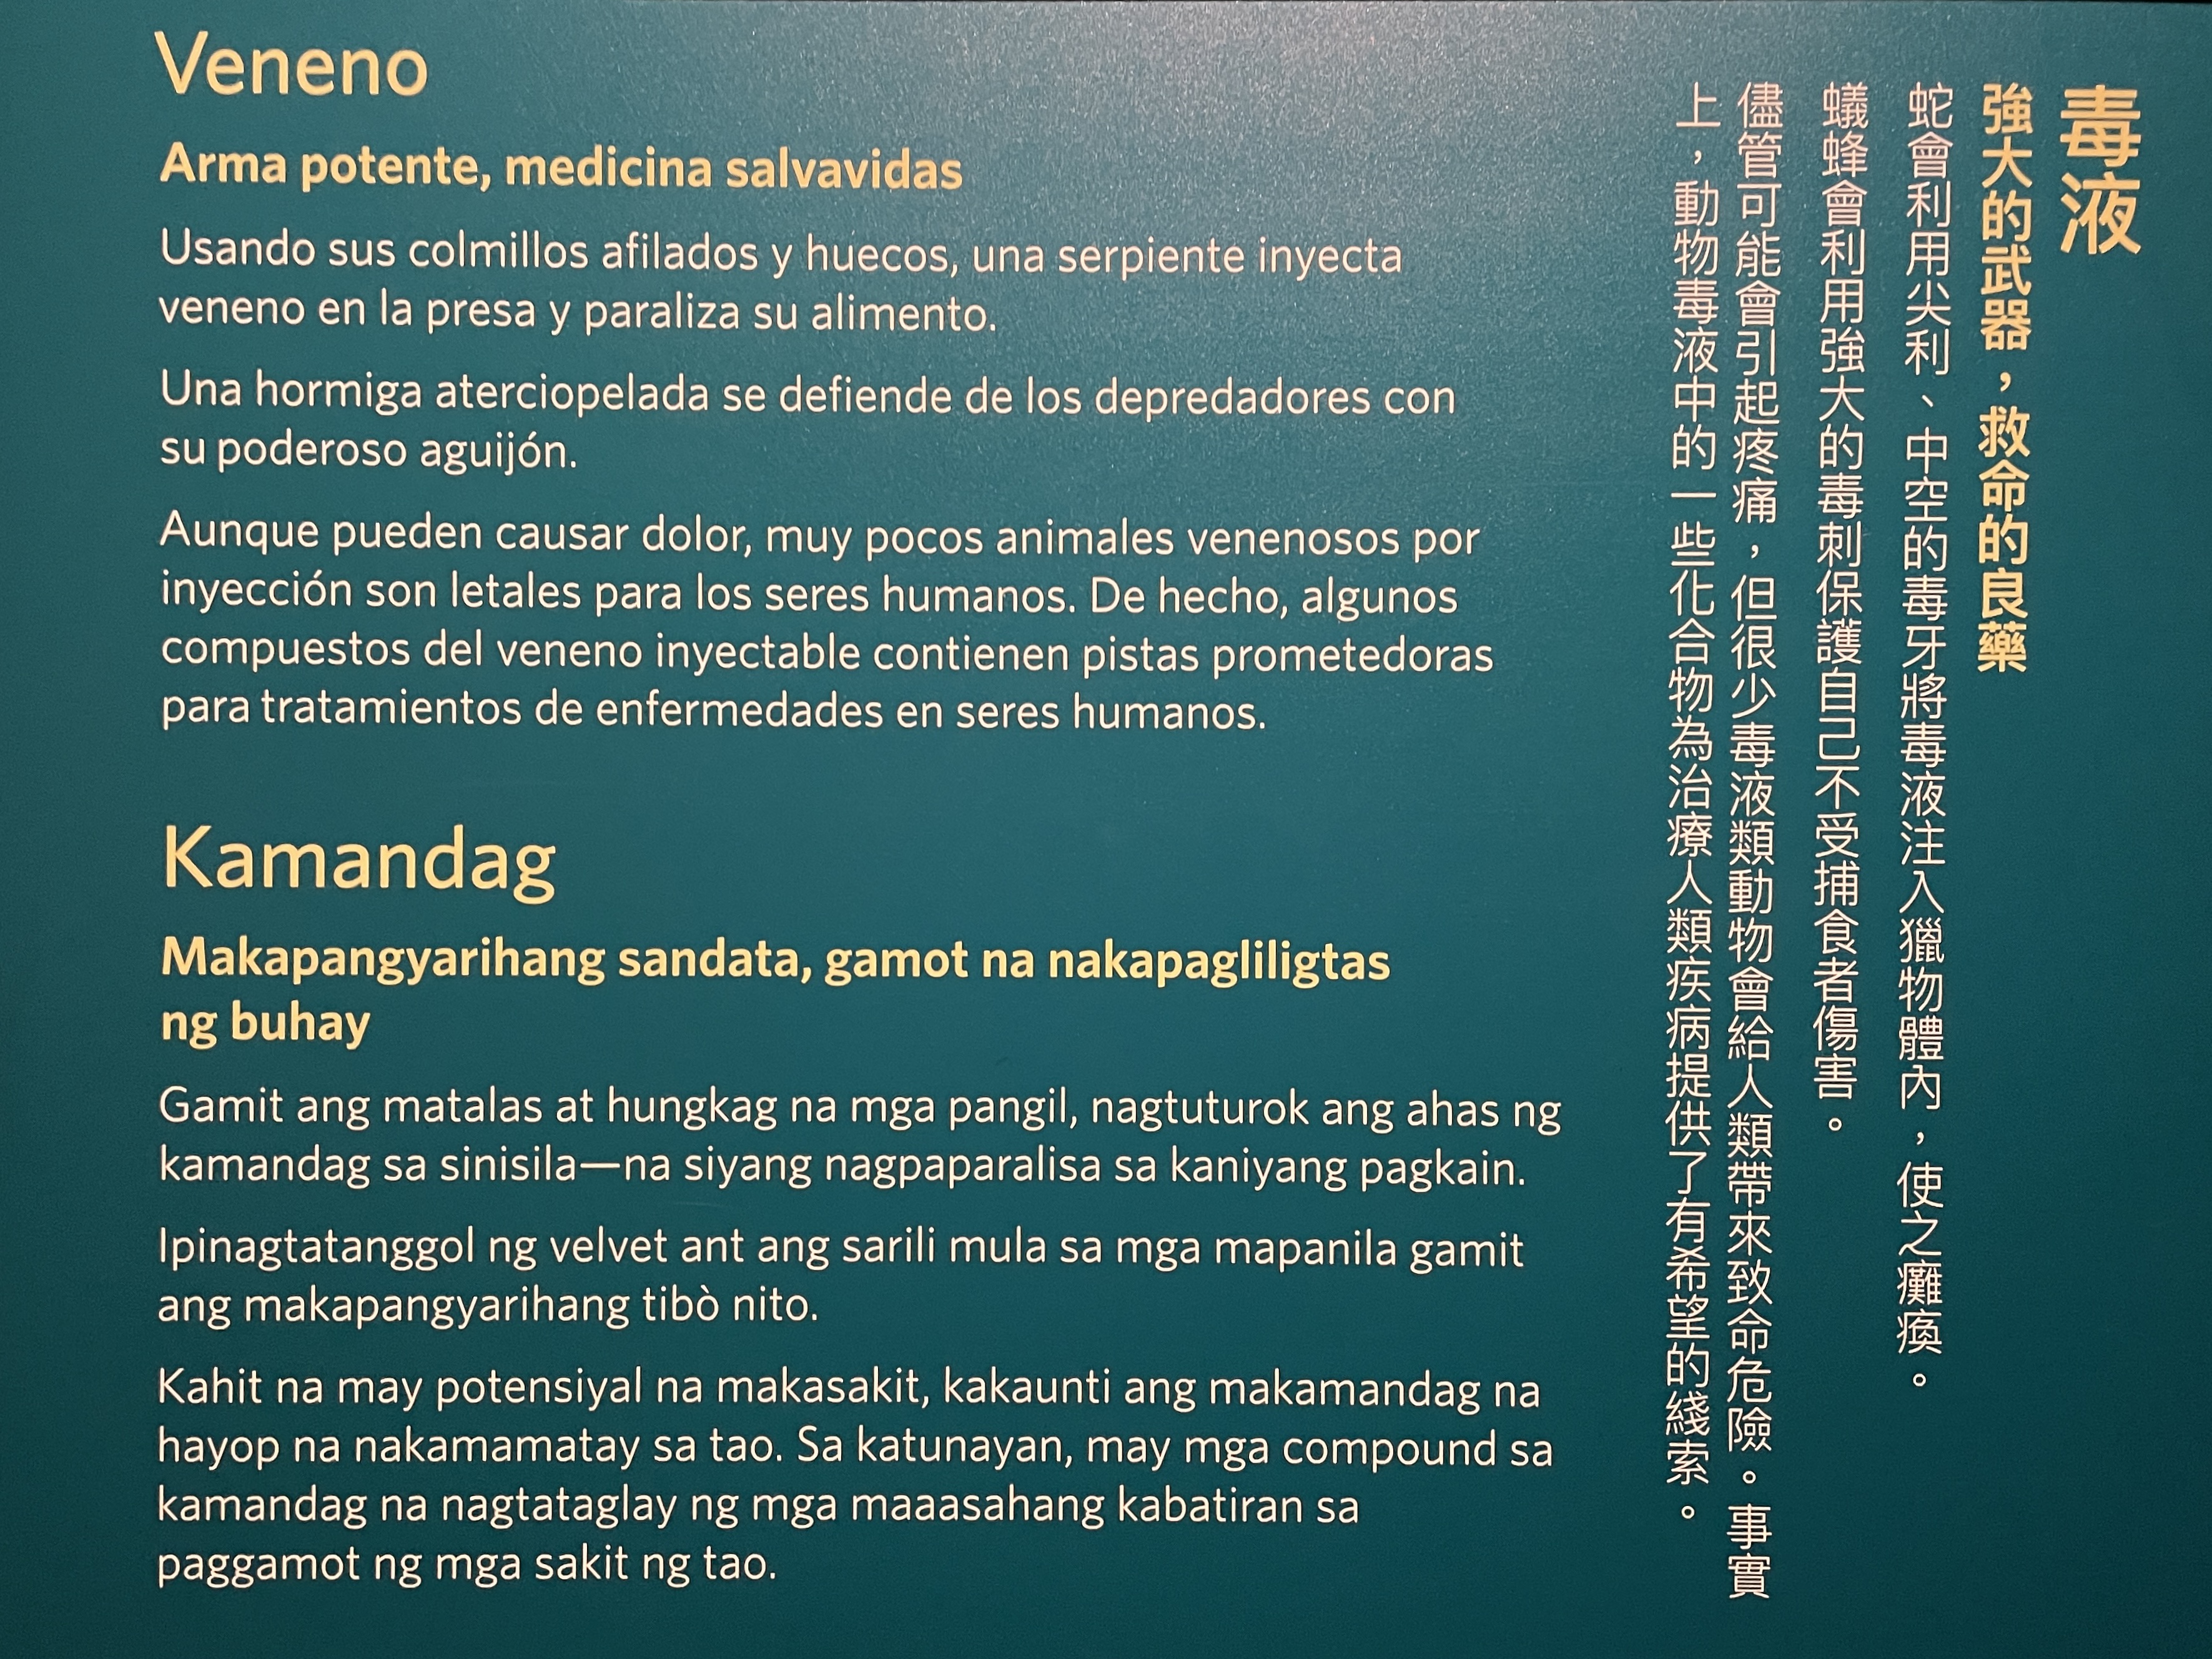 Veneno
Arma potente, medicina salvavidas
Usando sus colmillos afilados y huecos, una serpiente inyecta
veneno en la presa y paraliza su alimento.
Una hormiga aterciopelada se defiende de los depredadores con
su poderoso aguijón.
Aunque pueden causar dolor, muy pocos animales venenosos por
inyección son letales para los seres humanos. De hecho, algunos
compuestos del veneno inyectable contienen pistas prometedoras
para tratamientos de enfermedades en seres humanos.
Kamandag
Makapangyarihang sandata, gamot na nakapagliligtas
ng buhay
Gamit ang matalas at hungkag na mga pangil, nagtuturok ang ahas ng
kamandag sa sinisila—na siyang nagpaparalisa sa kaniyang pagkain.
Ipinagtatanggol ng velvet ant ang sarili mula sa mga mapanila gamit
ang makapangyarihang tibò nito.
Kahit na may potensiyal na makasakit, kakaunti ang makamandag na
hayop na nakamamatay sa tao. Sa katunayan, may mga compound sa
kamandag na nagtataglay ng mga maaasahang kabatiran sa
paggamot ng mga sakit ng tao.
毒液
強大的武器，救命的良藥
蛇會利用尖利、中空的毒牙將毒液注入獵物體內，使之癱瘓。
蟻蜂會利用強大的毒刺保護自己不受捕食者傷害。
儘管可能會引起疼痛，但很少毒液類動物會給人類帶來致命危險。事實
上，動物毒液中的一些化合物為治療人類疾病提供了有希望的綫索。